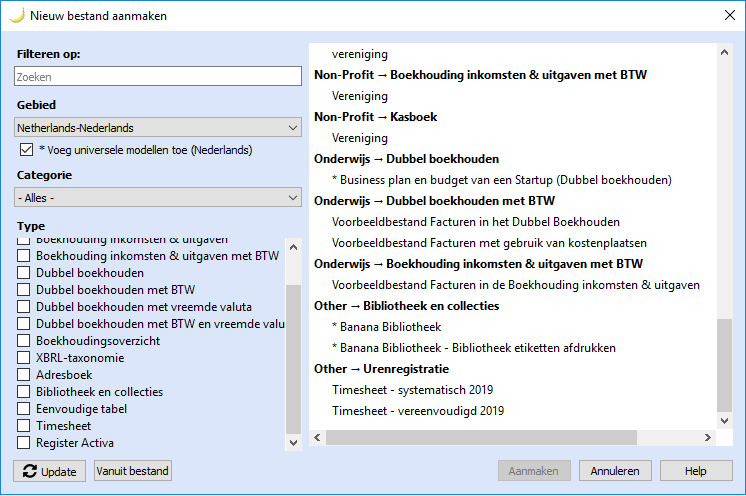 Nieuw bestand aanmaken
Filteren op:
Zoeken
Gebied
Netherlands-Nederlands
* Voeg universele modellen toe (Nederlands)
Categorie
- Alles -
Type
Boekhouding inkomsten & uitgaven
Boekhouding inkomsten & uitgaven met BTW
Dubbel boekhouden
Dubbel boekhouden met BTW
Dubbel boekhouden met vreemde valuta
Dubbel boekhouden met BTW en vreemde valu
Boekhoudingsoverzicht
XBRL-taxonomie
Adresboek
Bibliotheek en collecties
Eenvoudige tabel
Timesheet
Register Activa
Update
Vanuit bestand
vereniging
Non-Profit → Boekhouding inkomsten & uitgaven met BTW
Vereniging
Non-Profit → Kasboek
Vereniging
Onderwijs → Dubbel boekhouden
* Business plan en budget van een Startup (Dubbel boekhouden)
Onderwijs → Dubbel boekhouden met BTW
Voorbeeldbestand Facturen in het Dubbel Boekhouden
Voorbeeldbestand Facturen met gebruik van kostenplaatsen
Onderwijs → Boekhouding inkomsten & uitgaven met BTW
Voorbeeldbestand Facturen in de Boekhouding inkomsten & uitgaven
Other → Bibliotheek en collecties
* Banana Bibliotheek
* Banana Bibliotheek - Bibliotheek etiketten afdrukken
Other → Urenregistratie
Timesheet - systematisch 2019
Timesheet - vereenvoudigd 2019
Aanmaken
Annuleren
Help